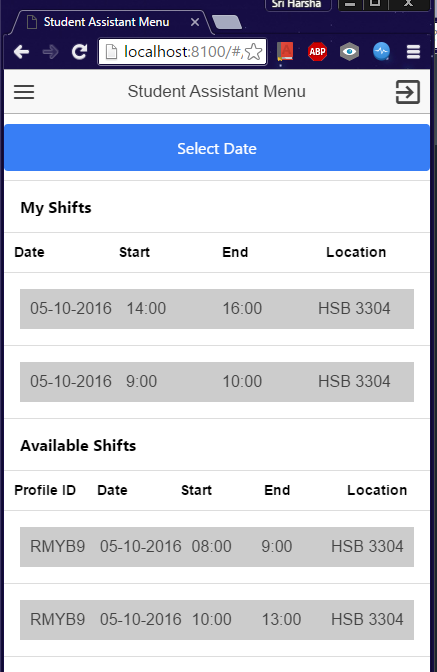 Sri Harsha
Student Assistant Menu
localhost:8100/#/
ABP
Student Assistant Menu
Select Date
My Shifts
Date Start End Location
05-10-2016 14:00 16:00 HSB 3304
05-10-2016 9:00 10:00 HSB 3304
Available Shifts
Profile ID Date Start End Location
RMYB9 05-10-2016 08:00 9:00 HSB 3304
RMYB9 05-10-2016 10:00 13:00 HSB 3304